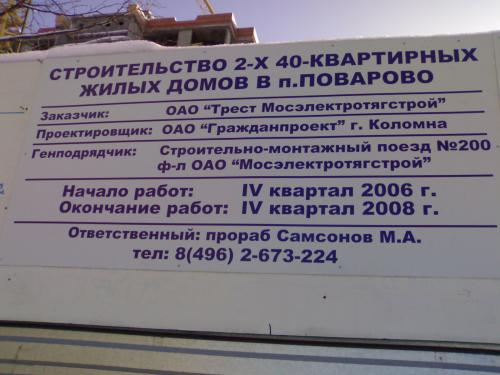 СТРОИТЕЛЬСТВО 2-Х 40-КВАРТИРНЫХ
ЖИЛЫХ ДОМОВ В п.ПОВАРОВО
Заказчик: ОАО "Трест Мосэлектротягстрой"
Проектировщик: ОАО "Гражданпроект" г. Коломна
Генподрядчик: Строительно-монтажный поезд №200
ф-л ОАО "Мосэлектротягстрой"
Начало работ: IV квартал 2006 г.
Окончание работ: IV квартал 2008 г.
Ответственный: прораб Самсонов М.А.
тел: 8(496) 2-673-224